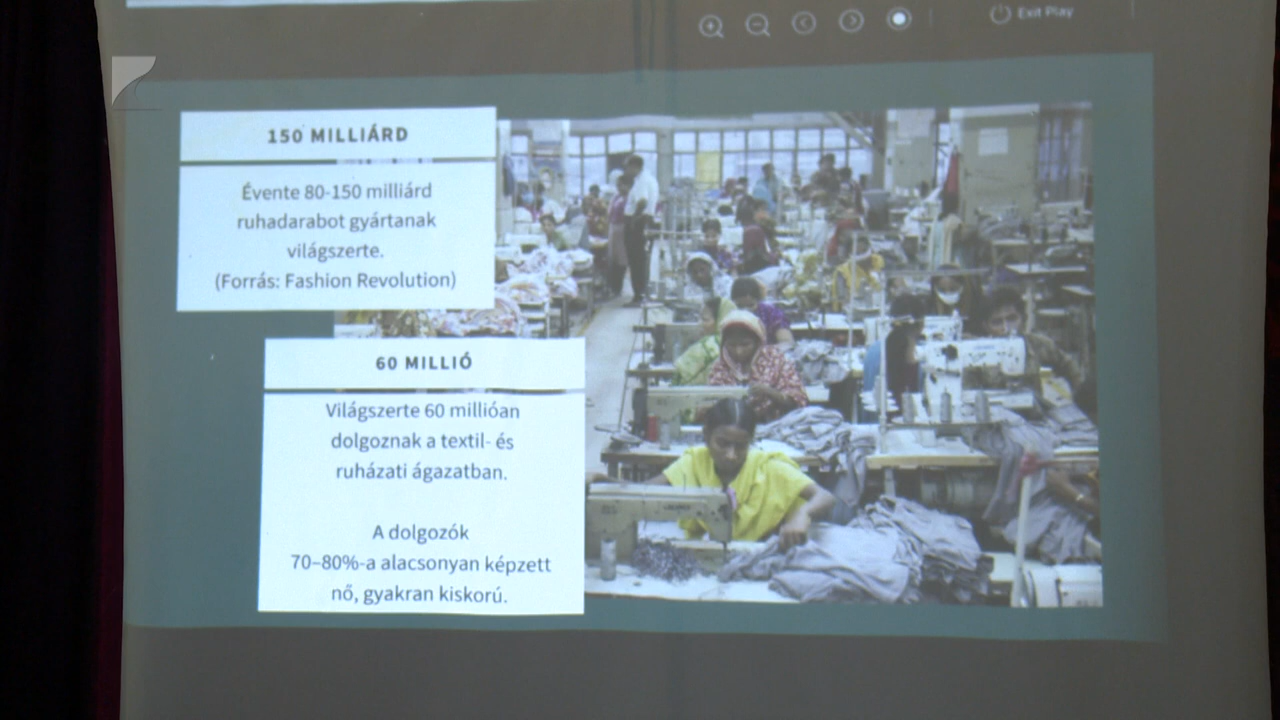 Exit Play
150 MILLIÁRD
Évente 80-150 milliárd
ruhadarabot gyártanak
világszerte.
(Forrás: Fashion Revolution)
60 MILLIÓ
Világszerte 60 millióan
dolgoznak a textil- és
ruházati ágazatban.
A dolgozók
70–80%-a alacsonyan képzett
nő, gyakran kiskorú.